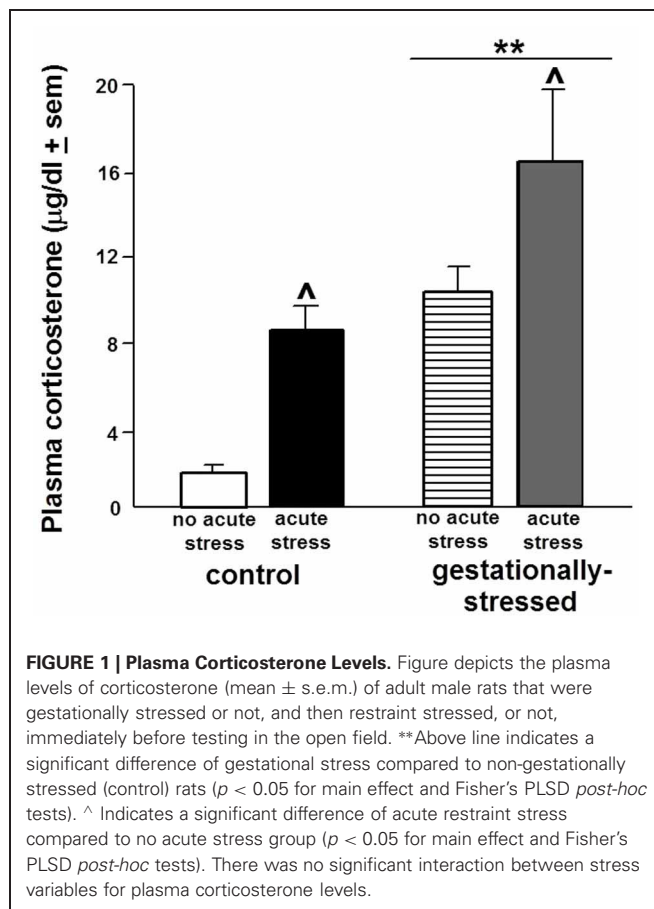 **
^
20
16
12
^
8
4
0
Plasma corticosterone (µg/dl ± sem)
no acute stress
acute stress
no acute stress
acute stress
control
gestationally-stressed
FIGURE 1 | Plasma Corticosterone Levels. Figure depicts the plasma
levels of corticosterone (mean ± s.e.m.) of adult male rats that were
gestationally stressed or not, and then restraint stressed, or not,
immediately before testing in the open field. **Above line indicates a
significant difference of gestational stress compared to non-gestationally
stressed (control) rats (p < 0.05 for main effect and Fisher's PLSD post-hoc
tests). ^ Indicates a significant difference of acute restraint stress
compared to no acute stress group (p < 0.05 for main effect and Fisher's
PLSD post-hoc tests). There was no significant interaction between stress
variables for plasma corticosterone levels.